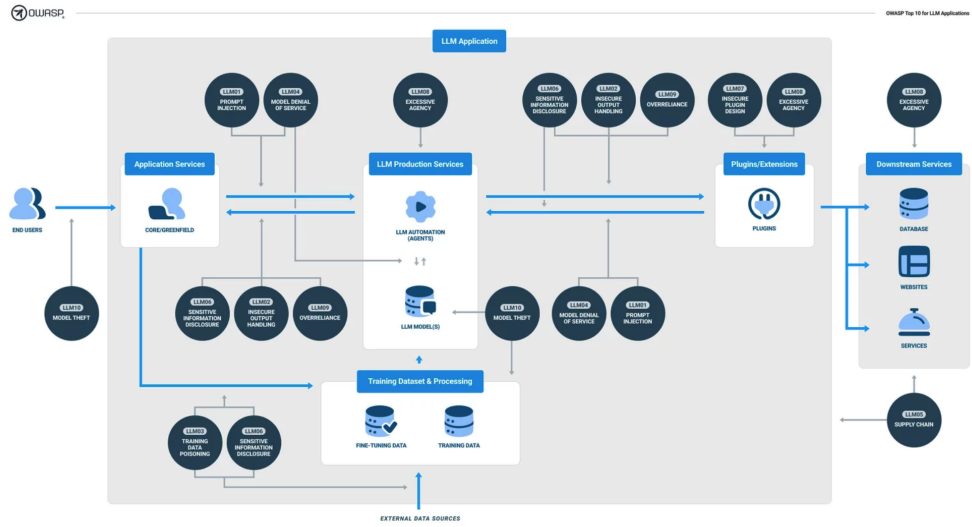 OWASP
OWASP Top 10 for LLM Applications
LLM Application
LLM01
PROMPT
INJECTION
LLM04
MODEL DENIAL
OF SERVICE
LLM08
EXCESSIVE
AGENCY
LLM06
SENSITIVE
INFORMATION
DISCLOSURE
LLM02
INSECURE
OUTPUT
HANDLING
LLM09
OVERRELIANCE
LLM07
INSECURE
PLUGIN
DESIGN
LLM08
EXCESSIVE
AGENCY
LLM08
EXCESSIVE
AGENCY
Application Services
LLM Production Services
Plugins/Extensions
Downstream Services
END USERS
CORE/GREENFIELD
LLM AUTOMATION
(AGENTS)
PLUGINS
DATABASE
WEBSITES
SERVICES
LLM10
MODEL THEFT
LLM06
SENSITIVE
INFORMATION
DISCLOSURE
LLM02
INSECURE
OUTPUT
HANDLING
LLM09
OVERRELIANCE
LLM MODEL(S)
LLM10
MODEL THEFT
LLM04
MODEL DENIAL
OF SERVICE
LLM01
PROMPT
INJECTION
Training Dataset & Processing
FINE-TUNING DATA
TRAINING DATA
LLM03
TRAINING
DATA
POISONING
LLM06
SENSITIVE
INFORMATION
DISCLOSURE
LLM05
SUPPLY CHAIN
EXTERNAL DATA SOURCES